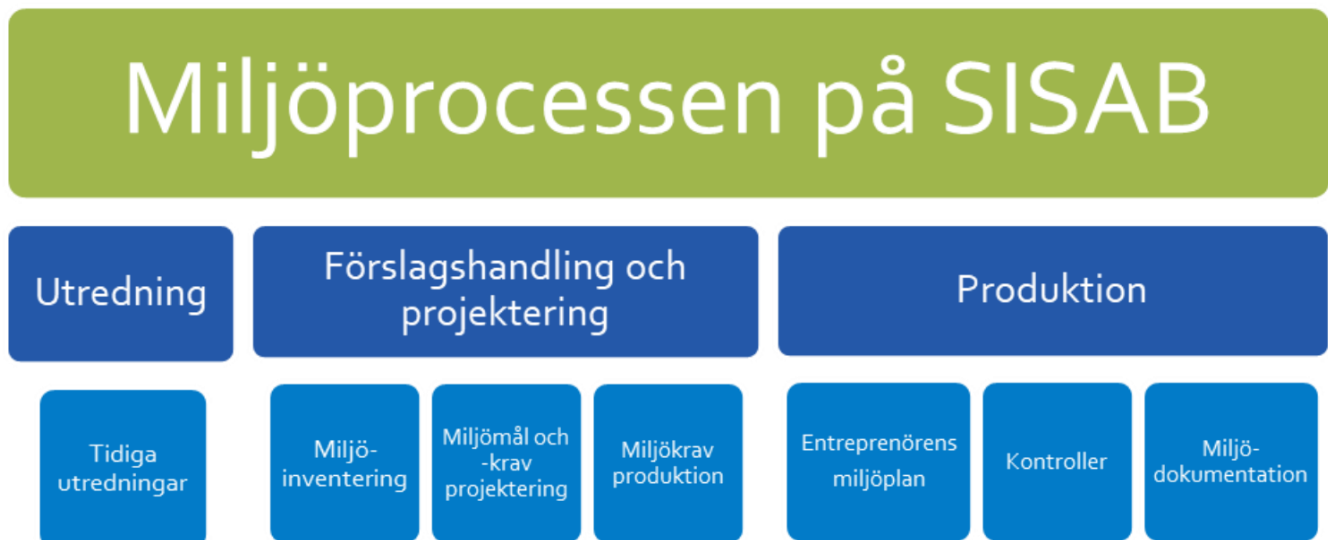 Miljöprocessen på SISAB
Utredning
Förslagshandling och
projektering
Produktion
Tidiga
utredningar
Miljö-
inventering
Miljömål och
-krav
projektering
Miljökrav
produktion
Entreprenörens
miljöplan
Kontroller
Miljö-
dokumentation